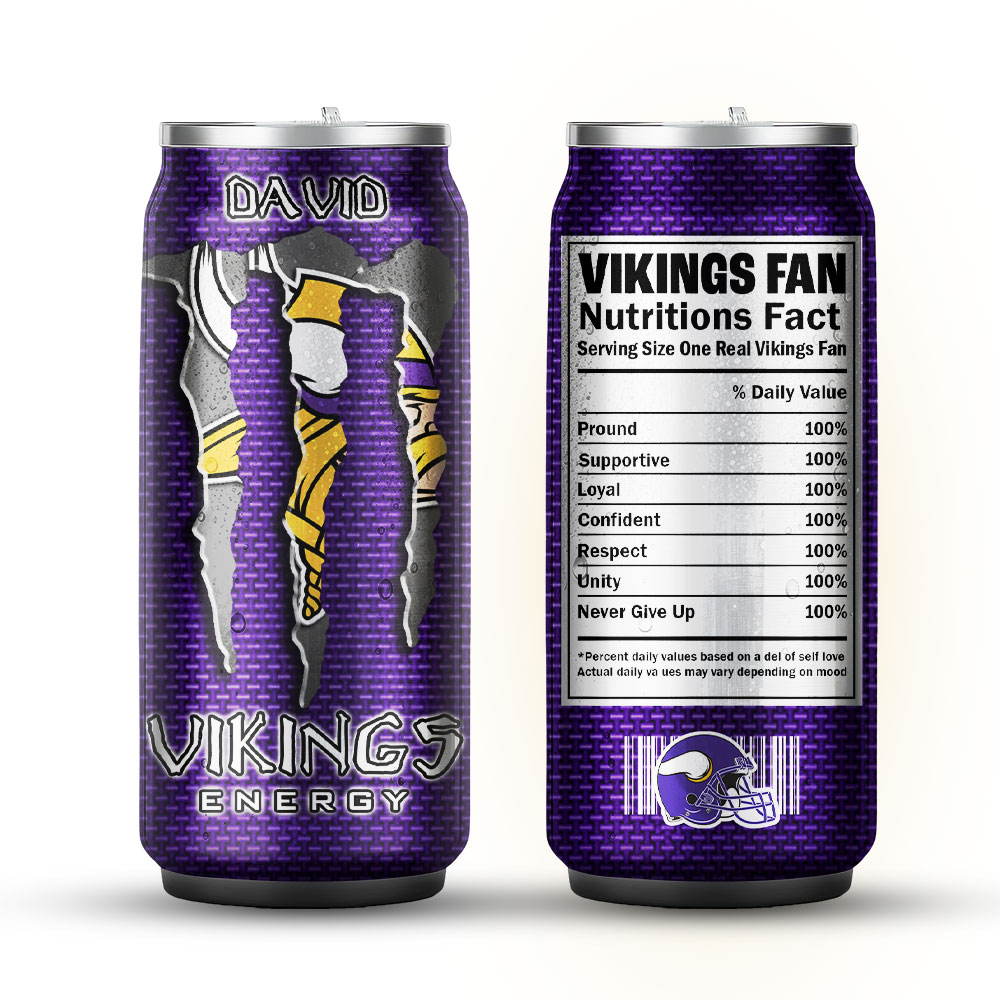 DAVID
VIKINGS
ENERGY
VIKINGS FAN
Nutritions Fact
Serving Size One Real Vikings Fan
% Daily Value
Pround 100%
Supportive 100%
Loyal 100%
Confident 100%
Respect 100%
Unity 100%
Never Give Up 100%
*Percent daily values based on a del of self love
Actual daily va ues may vary depending on mood